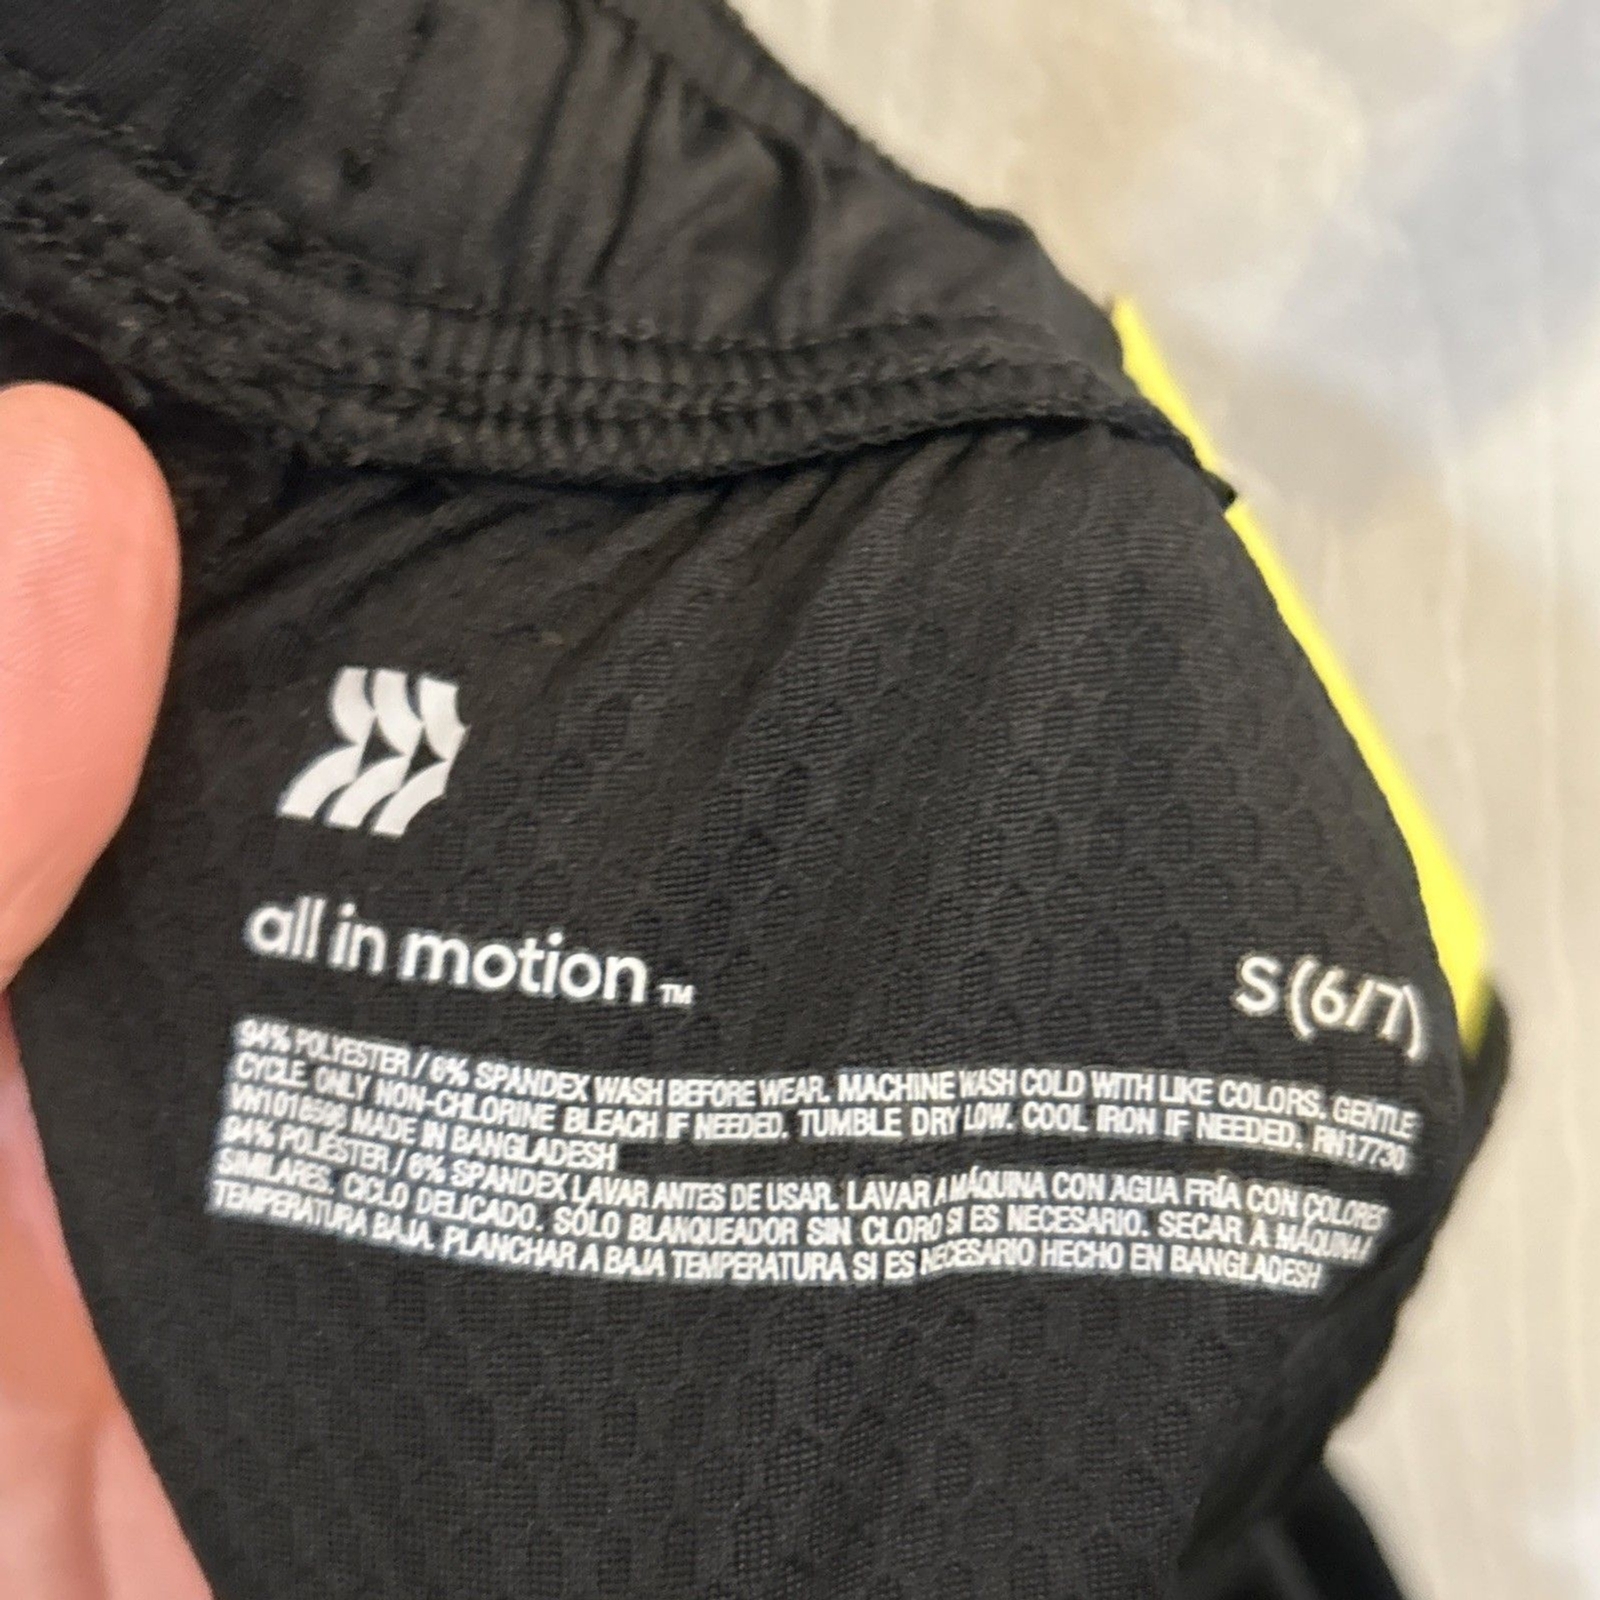 all in motion™
S (6/7)
94% POLYESTER / 6% SPANDEX WASH BEFORE WEAR. MACHINE WASH COLD WITH LIKE COLORS. GENTLE
CYCLE. ONLY NON-CHLORINE BLEACH IF NEEDED. TUMBLE DRY LOW. COOL IRON IF NEEDED. RN17730
MADE IN BANGLADESH
94% POLIÉSTER / 6% SPANDEX LAVAR ANTES DE USAR. LAVAR A MÁQUINA CON AGUA FRÍA CON COLORES
SIMILARES. CICLO DELICADO. SÓLO BLANQUEADOR SIN CLORO SI ES NECESARIO. SECAR A MÁQUINA A
TEMPERATURA BAJA. PLANCHAR A BAJA TEMPERATURA SI ES NECESARIO HECHO EN BANGLADESH